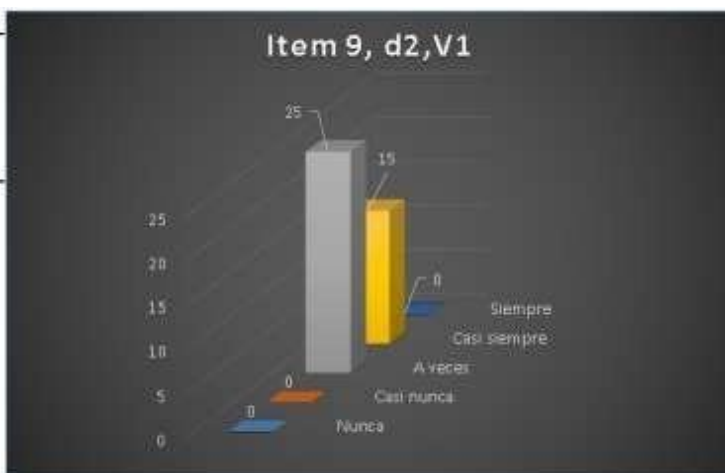 Item 9, d2,V1
25
15
0
0
0
25
20
15
10
5
0
Siempre
Casi siempre
A veces
Casi nunca
Nunca